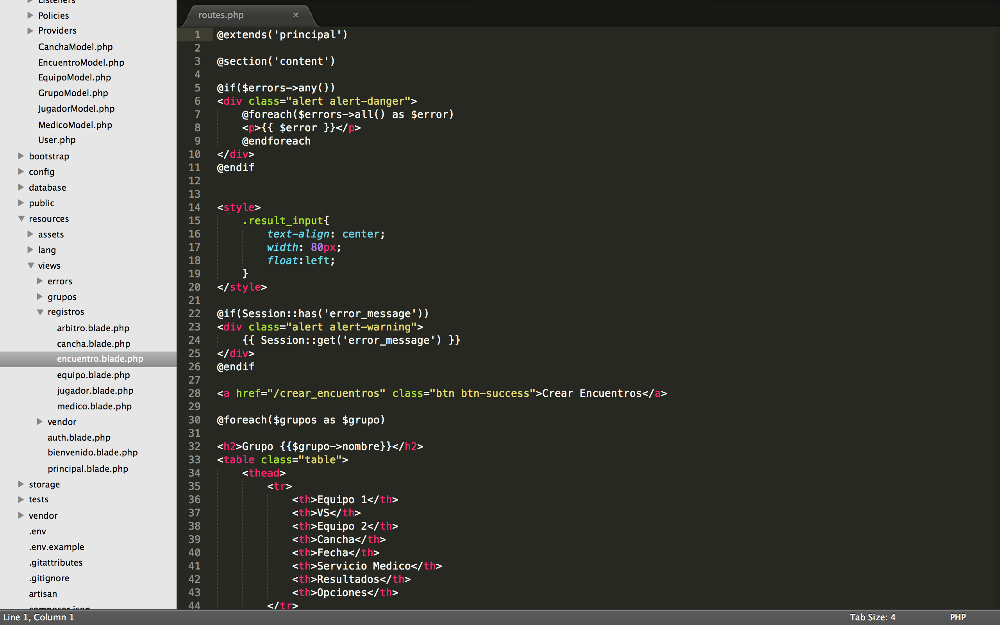 Listeners
Policies
Providers
CanchaModel.php
EncuentroModel.php
EquipoModel.php
GrupoModel.php
JugadorModel.php
MedicoModel.php
User.php
bootstrap
config
database
public
resources
assets
lang
views
errors
grupos
registros
arbitro.blade.php
cancha.blade.php
encuentro.blade.php
equipo.blade.php
jugador.blade.php
medico.blade.php
vendor
auth.blade.php
bienvenido.blade.php
principal.blade.php
storage
tests
vendor
.env
.env.example
.gitattributes
.gitignore
artisan
composer.json
routes.php ×
1 @extends('principal')
2
3 @section('content')
4
5 @if($errors->any())
6 <div class="alert alert-danger">
7     @foreach($errors->all() as $error)
8     <p>{{ $error }}</p>
9     @endforeach
10 </div>
11 @endif
12
13
14 <style>
15     .result_input{
16         text-align: center;
17         width: 80px;
18         float:left;
19     }
20 </style>
21
22 @if(Session::has('error_message'))
23 <div class="alert alert-warning">
24     {{ Session::get('error_message') }}
25 </div>
26 @endif
27
28 <a href="/crear_encuentros" class="btn btn-success">Crear Encuentros</a>
29
30 @foreach($grupos as $grupo)
31
32 <h2>Grupo {{$grupo->nombre}}</h2>
33 <table class="table">
34     <thead>
35         <tr>
36             <th>Equipo 1</th>
37             <th>VS</th>
38             <th>Equipo 2</th>
39             <th>Cancha</th>
40             <th>Fecha</th>
41             <th>Servicio Medico</th>
42             <th>Resultados</th>
43             <th>Opciones</th>
44         </tr>
Line 1, Column 1
Tab Size: 4
PHP